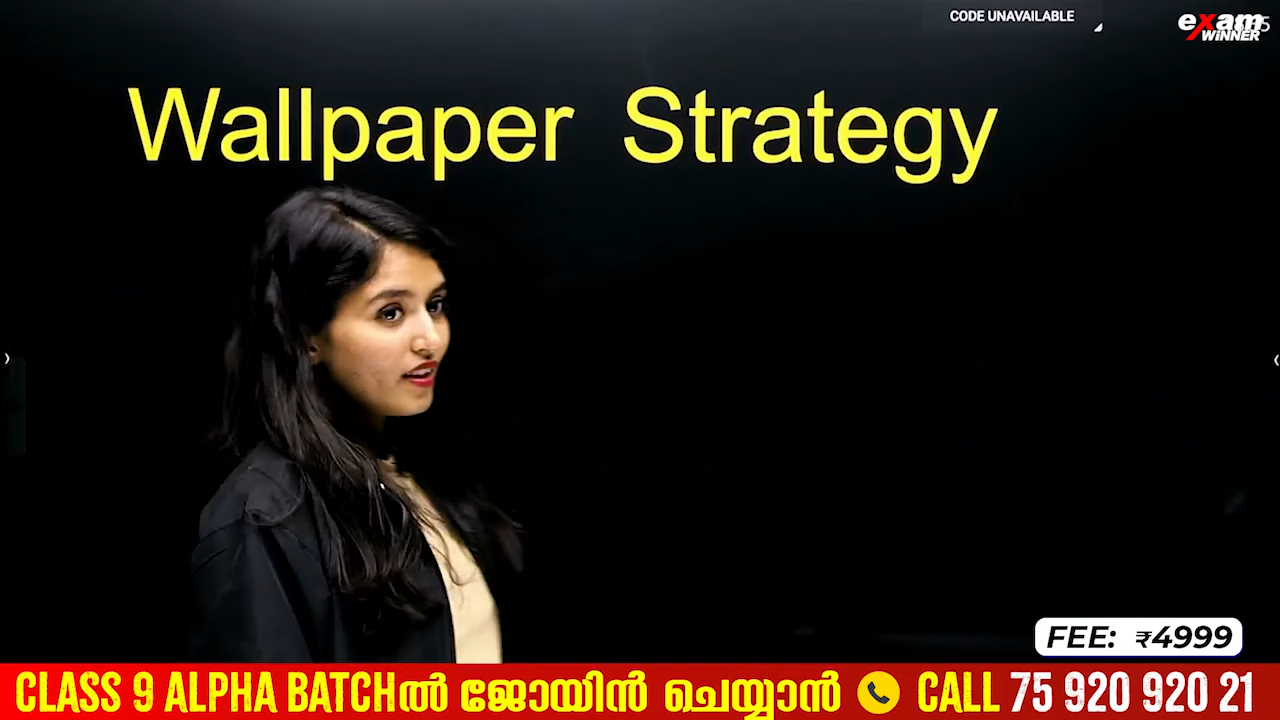 CODE UNAVAILABLE
exam
WiNNER
Wallpaper Strategy
FEE: ₹4999
CLASS 9 ALPHA BATCHൽ ജോയിൻ ചെയ്യാൻ CALL 75 920 920 21